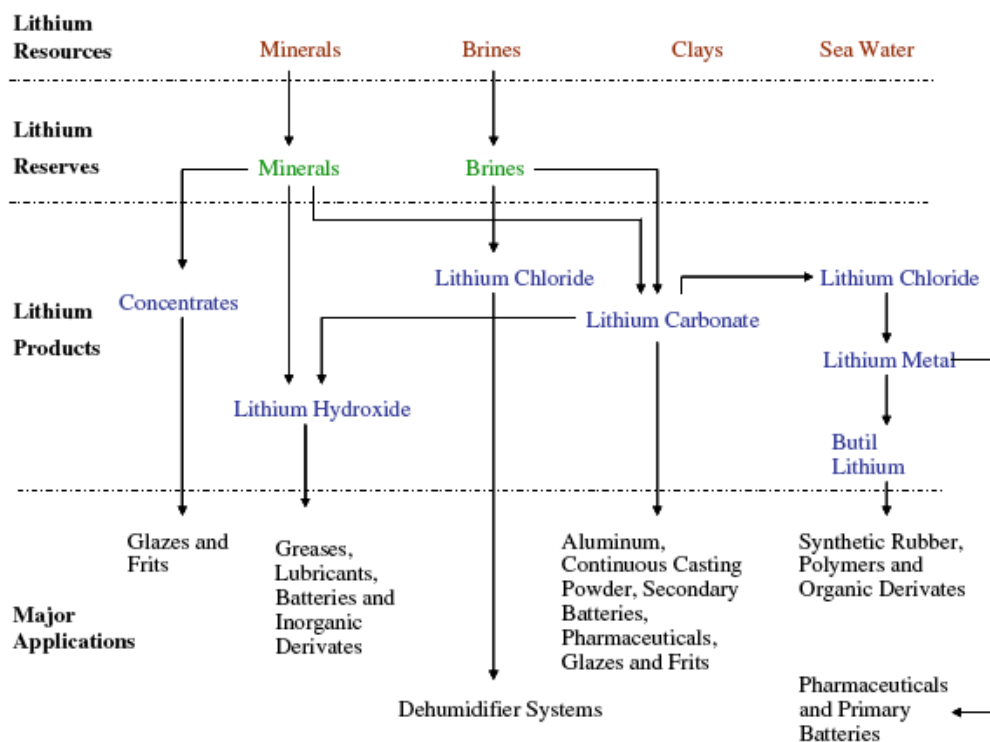 Lithium
Resources
Minerals
Brines
Clays
Sea Water
Lithium
Reserves
Minerals
Brines
Lithium
Products
Concentrates
Lithium Chloride
Lithium Carbonate
Lithium Chloride
Lithium Metal
Lithium Hydroxide
Butil
Lithium
Major
Applications
Glazes and
Frits
Greases,
Lubricants,
Batteries and
Inorganic
Derivates
Aluminum,
Continuous Casting
Powder, Secondary
Batteries,
Pharmaceuticals,
Glazes and Frits
Synthetic Rubber,
Polymers and
Organic Derivates
Dehumidifier Systems
Pharmaceuticals
and Primary
Batteries